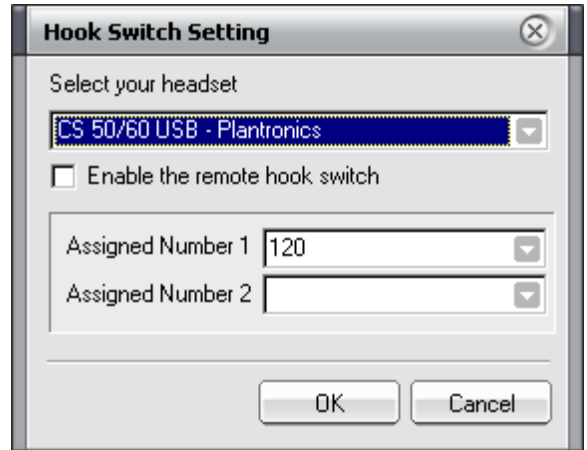 Hook Switch Setting
Select your headset
CS 50/60 USB - Plantronics
Enable the remote hook switch
Assigned Number 1 120
Assigned Number 2
OK Cancel